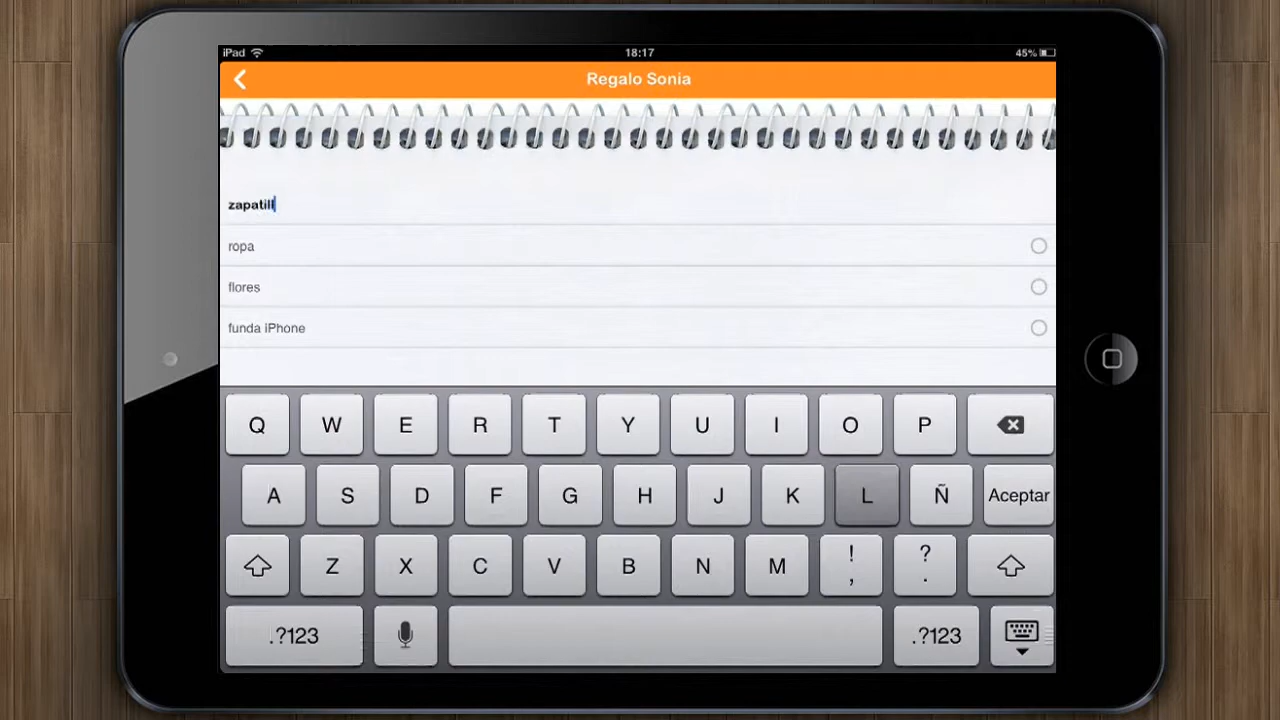 iPad 18:17 45%
Regalo Sonia
zapatill
ropa
flores
funda iPhone
Q W E R T Y U I O P
A S D F G H J K L Ñ Aceptar
Z X C V B N M ! , ? .
.?123 .?123